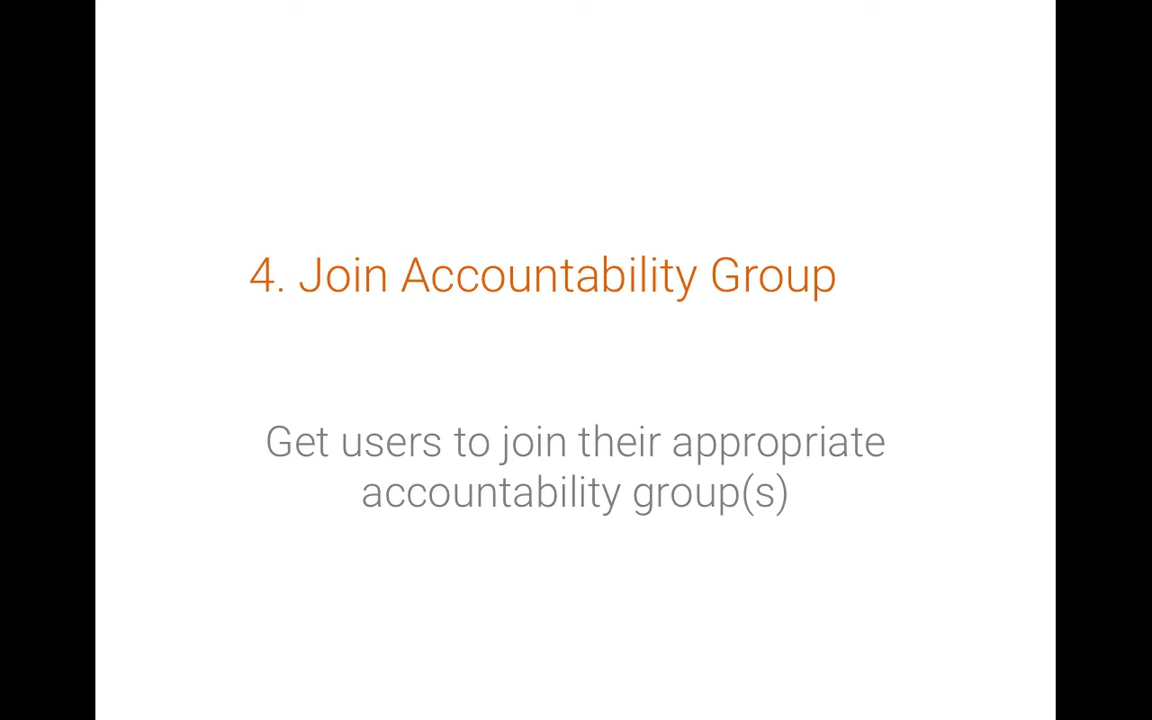 4. Join Accountability Group
Get users to join their appropriate
accountability group(s)